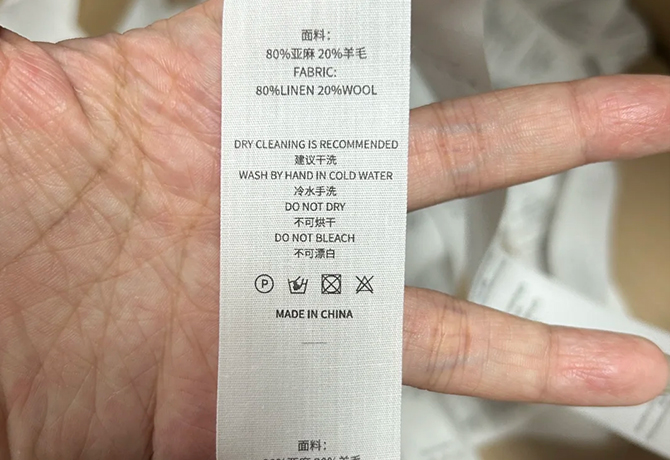 面料：
80%亚麻 20%羊毛
FABRIC:
80%LINEN 20%WOOL
DRY CLEANING IS RECOMMENDED
建议干洗
WASH BY HAND IN COLD WATER
冷水手洗
DO NOT DRY
不可烘干
DO NOT BLEACH
不可漂白
P
MADE IN CHINA
面料：